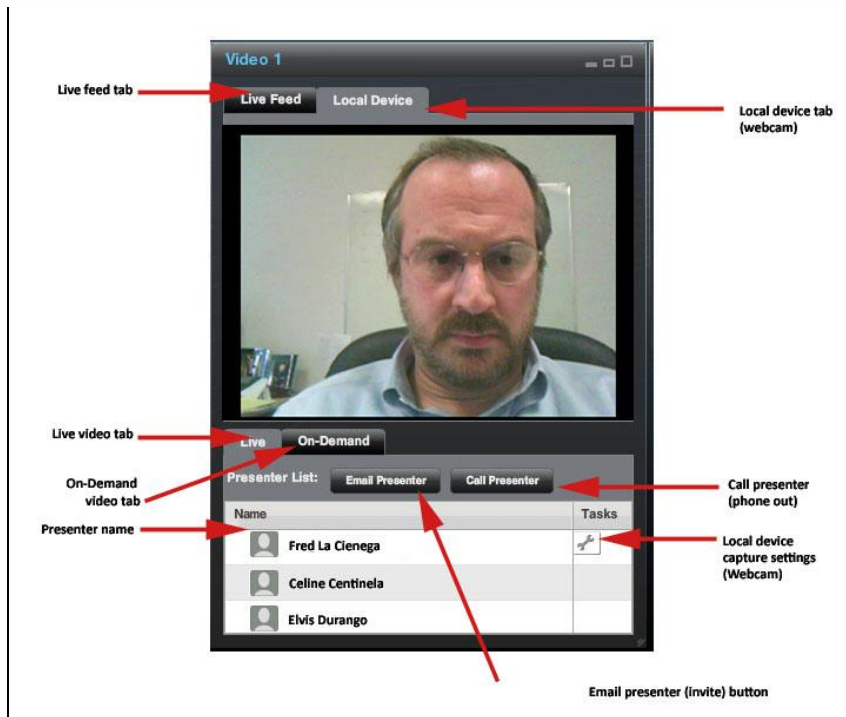 Video 1
Live feed tab
Live Feed
Local Device
Local device tab
(webcam)
Live video tab
Live
On-Demand
On-Demand
video tab
Presenter List:
Email Presenter
Call Presenter
Call presenter
(phone out)
Presenter name
Name
Tasks
Fred La Cienega
Local device
capture settings
(Webcam)
Celine Centinela
Elvis Durango
Email presenter (invite) button